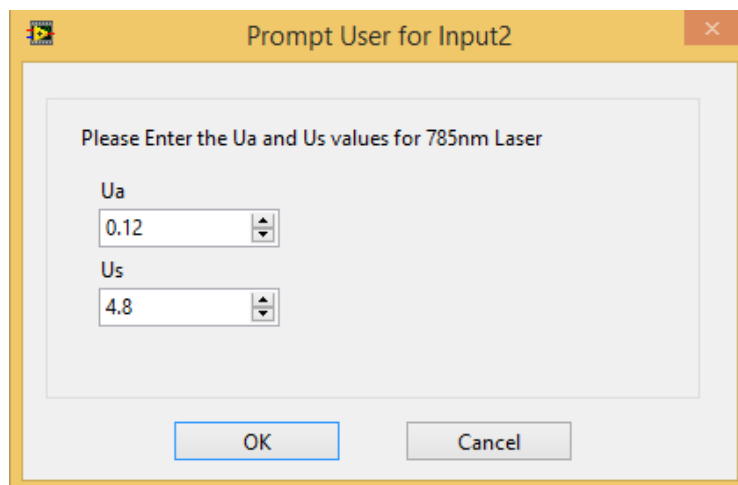 Prompt User for Input2
Please Enter the Ua and Us values for 785nm Laser
Ua
0.12
Us
4.8
OK
Cancel